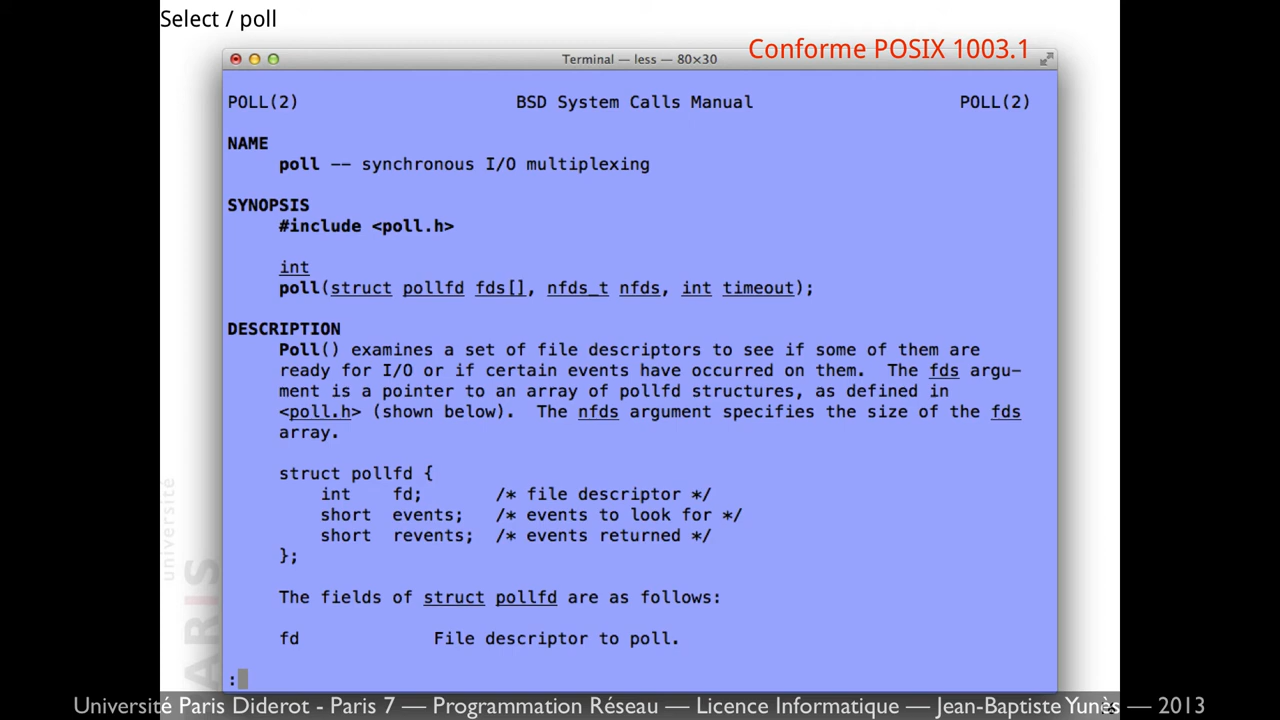 Select / poll
Conforme POSIX 1003.1
Terminal — less — 80×30
POLL(2) BSD System Calls Manual POLL(2)
NAME
poll -- synchronous I/O multiplexing
SYNOPSIS
#include <poll.h>
int
poll(struct pollfd fds[], nfds_t nfds, int timeout);
DESCRIPTION
Poll() examines a set of file descriptors to see if some of them are
ready for I/O or if certain events have occurred on them. The fds argu-
ment is a pointer to an array of pollfd structures, as defined in
<poll.h> (shown below). The nfds argument specifies the size of the fds
array.
struct pollfd {
int fd; /* file descriptor */
short events; /* events to look for */
short revents; /* events returned */
};
The fields of struct pollfd are as follows:
fd File descriptor to poll.
:
université
PARIS
Université Paris Diderot - Paris 7 — Programmation Réseau — Licence Informatique — Jean-Baptiste Yunès — 2013